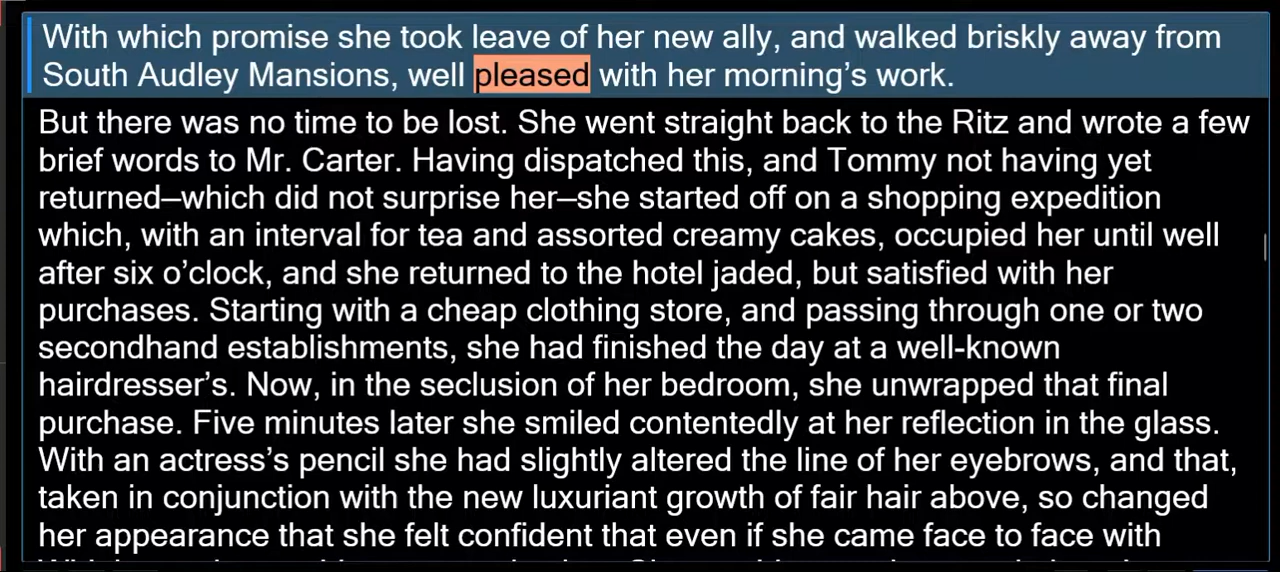 With which promise she took leave of her new ally, and walked briskly away from
South Audley Mansions, well pleased with her morning’s work.
But there was no time to be lost. She went straight back to the Ritz and wrote a few
brief words to Mr. Carter. Having dispatched this, and Tommy not having yet
returned—which did not surprise her—she started off on a shopping expedition
which, with an interval for tea and assorted creamy cakes, occupied her until well
after six o’clock, and she returned to the hotel jaded, but satisfied with her
purchases. Starting with a cheap clothing store, and passing through one or two
secondhand establishments, she had finished the day at a well-known
hairdresser’s. Now, in the seclusion of her bedroom, she unwrapped that final
purchase. Five minutes later she smiled contentedly at her reflection in the glass.
With an actress’s pencil she had slightly altered the line of her eyebrows, and that,
taken in conjunction with the new luxuriant growth of fair hair above, so changed
her appearance that she felt confident that even if she came face to face with